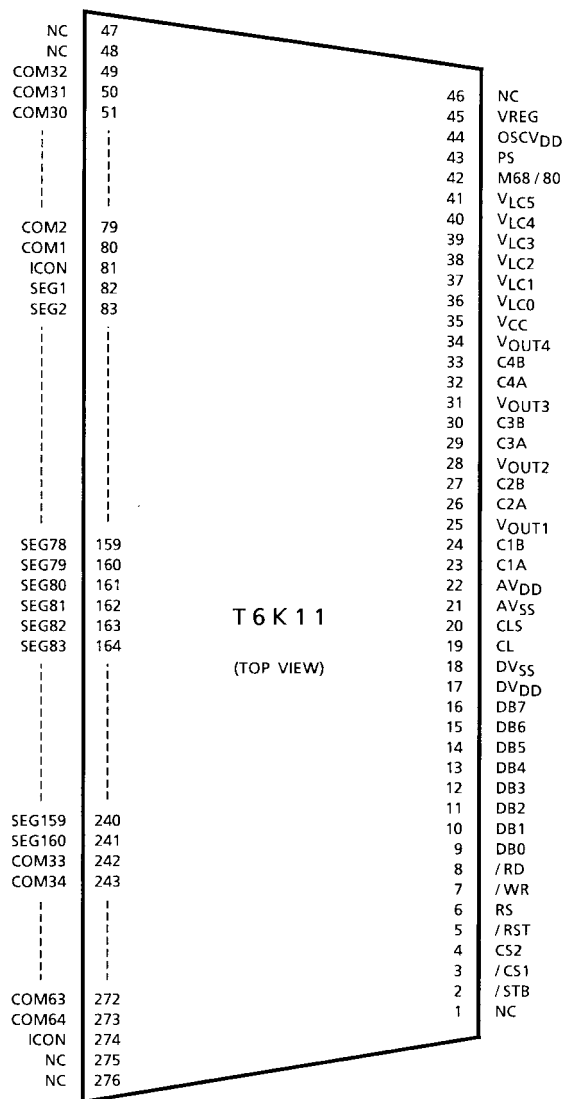 NC 47
NC 48
COM32 49
COM31 50
COM30 51
COM2 79
COM1 80
ICON 81
SEG1 82
SEG2 83
SEG78 159
SEG79 160
SEG80 161
SEG81 162
SEG82 163
SEG83 164
SEG159 240
SEG160 241
COM33 242
COM34 243
COM63 272
COM64 273
ICON 274
NC 275
NC 276
T6K11
(TOP VIEW)
46 NC
45 VREG
44 OSCVDD
43 PS
42 M68 / 80
41 VLC5
40 VLC4
39 VLC3
38 VLC2
37 VLC1
36 VLC0
35 VCC
34 VOUT4
33 C4B
32 C4A
31 VOUT3
30 C3B
29 C3A
28 VOUT2
27 C2B
26 C2A
25 VOUT1
24 C1B
23 C1A
22 AVDD
21 AVSS
20 CLS
19 CL
18 DVSS
17 DVDD
16 DB7
15 DB6
14 DB5
13 DB4
12 DB3
11 DB2
10 DB1
9 DB0
8 /RD
7 /WR
6 RS
5 /RST
4 CS2
3 /CS1
2 /STB
1 NC